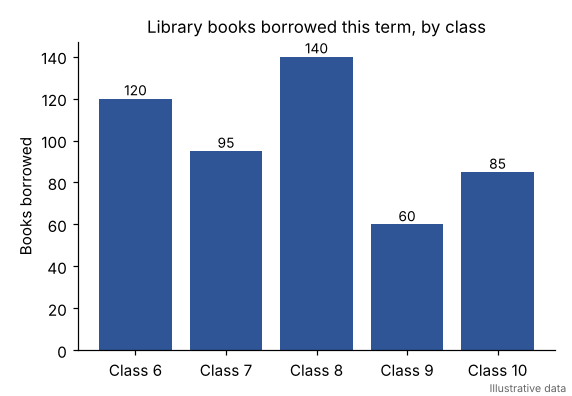 Library books borrowed this term, by class
Books borrowed
140
120
100
80
60
40
20
0
120
95
140
60
85
Class 6
Class 7
Class 8
Class 9
Class 10
Illustrative data